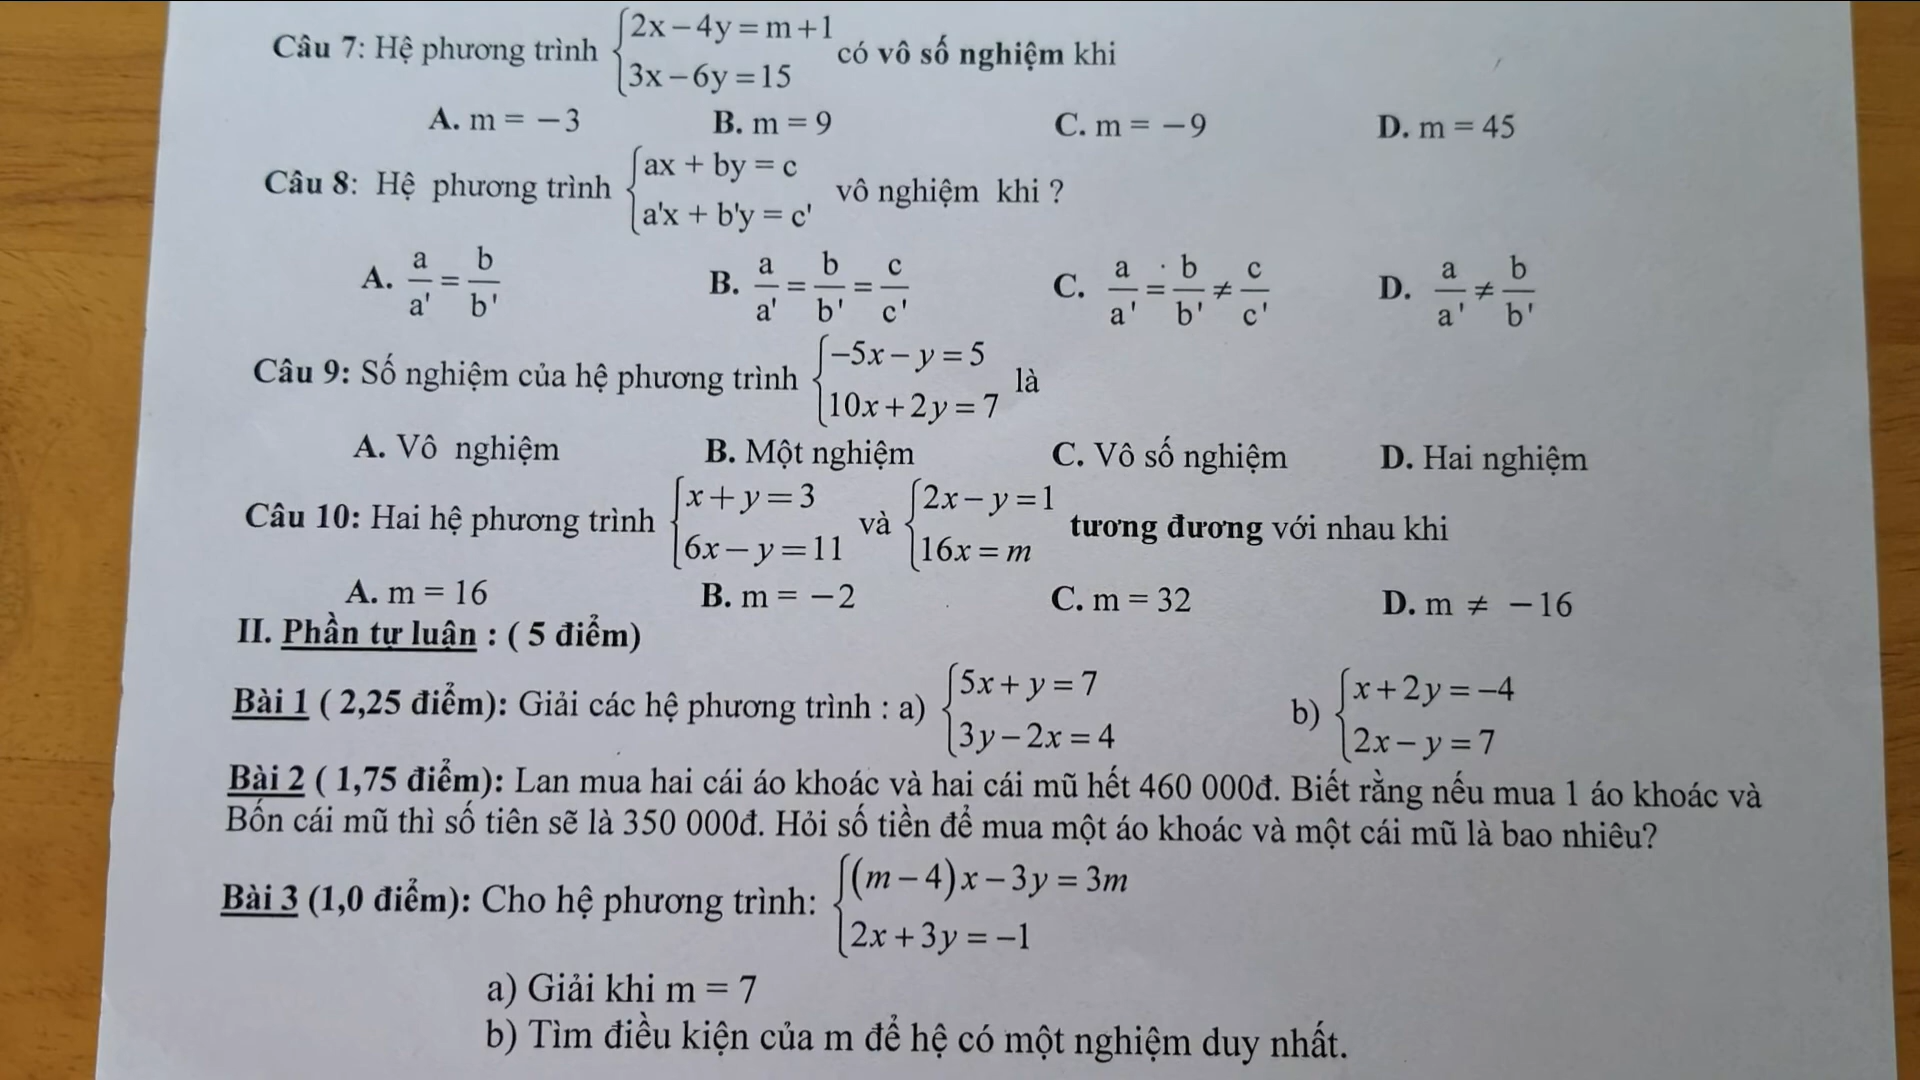 Câu 7: Hệ phương trình {2x – 4y = m + 1 có vô số nghiệm khi
{3x – 6y = 15
A. m = – 3 B. m = 9 C. m = – 9 D. m = 45
Câu 8: Hệ phương trình {ax + by = c vô nghiệm khi ?
{a'x + b'y = c'
A. a/a' = b/b' B. a/a' = b/b' = c/c' C. a/a' = b/b' ≠ c/c' D. a/a' ≠ b/b'
Câu 9: Số nghiệm của hệ phương trình {–5x – y = 5 là
{10x + 2y = 7
A. Vô nghiệm B. Một nghiệm C. Vô số nghiệm D. Hai nghiệm
Câu 10: Hai hệ phương trình {x + y = 3 và {2x – y = 1 tương đương với nhau khi
{6x – y = 11 {16x = m
A. m = 16 B. m = – 2 C. m = 32 D. m ≠ – 16
II. Phần tự luận : ( 5 điểm)
Bài 1 ( 2,25 điểm): Giải các hệ phương trình : a) {5x + y = 7 b) {x + 2y = –4
{3y – 2x = 4 {2x – y = 7
Bài 2 ( 1,75 điểm): Lan mua hai cái áo khoác và hai cái mũ hết 460 000đ. Biết rằng nếu mua 1 áo khoác và
Bốn cái mũ thì số tiên sẽ là 350 000đ. Hỏi số tiền để mua một áo khoác và một cái mũ là bao nhiêu?
Bài 3 (1,0 điểm): Cho hệ phương trình: {(m – 4)x – 3y = 3m
{2x + 3y = –1
a) Giải khi m = 7
b) Tìm điều kiện của m để hệ có một nghiệm duy nhất.